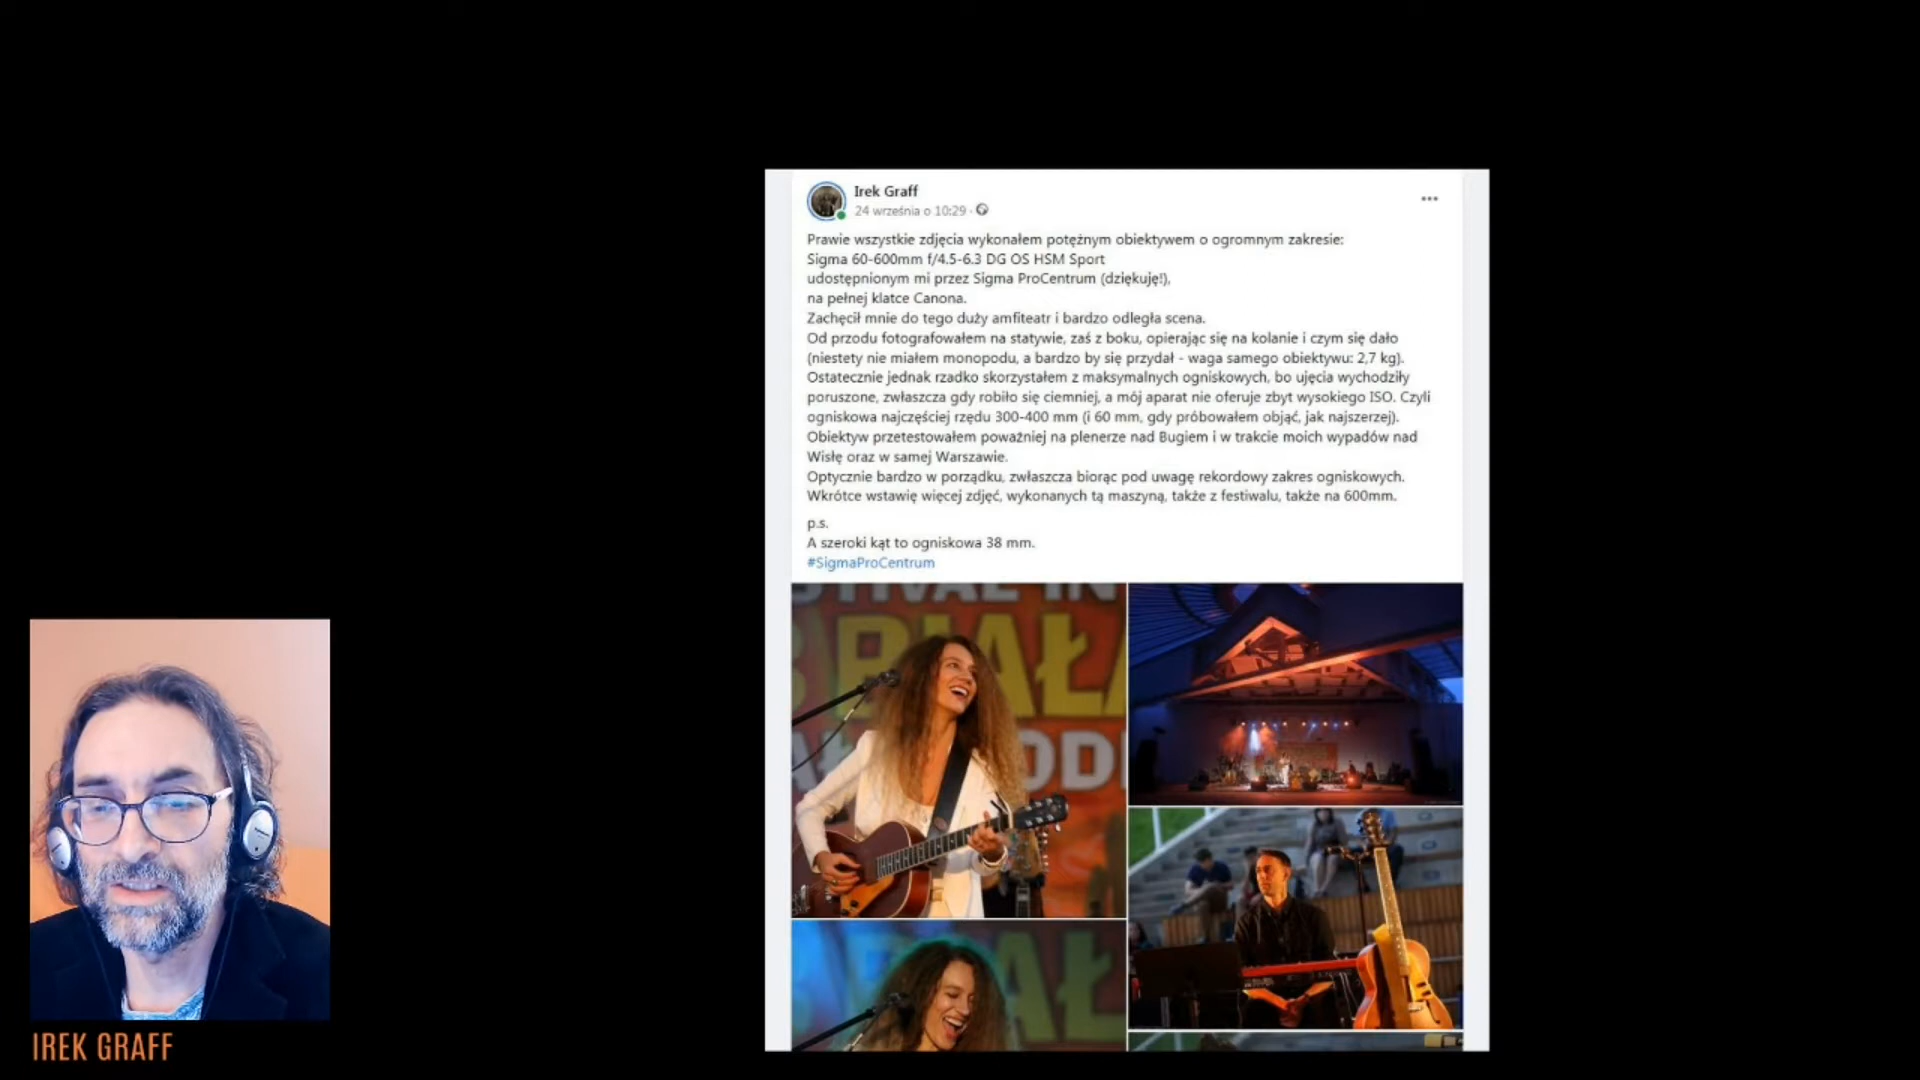 Irek Graff
24 września o 10:29 ·
Prawie wszystkie zdjęcia wykonałem potężnym obiektywem o ogromnym zakresie:
Sigma 60-600mm f/4.5-6.3 DG OS HSM Sport
udostępnionym mi przez Sigma ProCentrum (dziękuję!),
na pełnej klatce Canona.
Zachęcił mnie do tego duży amfiteatr i bardzo odległa scena.
Od przodu fotografowałem na statywie, zaś z boku, opierając się na kolanie i czym się dało
(niestety nie miałem monopodu, a bardzo by się przydał - waga samego obiektywu: 2,7 kg).
Ostatecznie jednak rzadko skorzystałem z maksymalnych ogniskowych, bo ujęcia wychodziły
poruszone, zwłaszcza gdy robiło się ciemniej, a mój aparat nie oferuje zbyt wysokiego ISO. Czyli
ogniskowa najczęściej rzędu 300-400 mm (i 60 mm, gdy próbowałem objąć, jak najszerzej).
Obiektyw przetestowałem poważniej na plenerze nad Bugiem i w trakcie moich wypadów nad
Wisłę oraz w samej Warszawie.
Optycznie bardzo w porządku, zwłaszcza biorąc pod uwagę rekordowy zakres ogniskowych.
Wkrótce wstawię więcej zdjęć, wykonanych tą maszyną, także z festiwalu, także na 600mm.
p.s.
A szeroki kąt to ogniskowa 38 mm.
#SigmaProCentrum
STIVAL IN
BIAŁA
ODL
IREK GRAFF